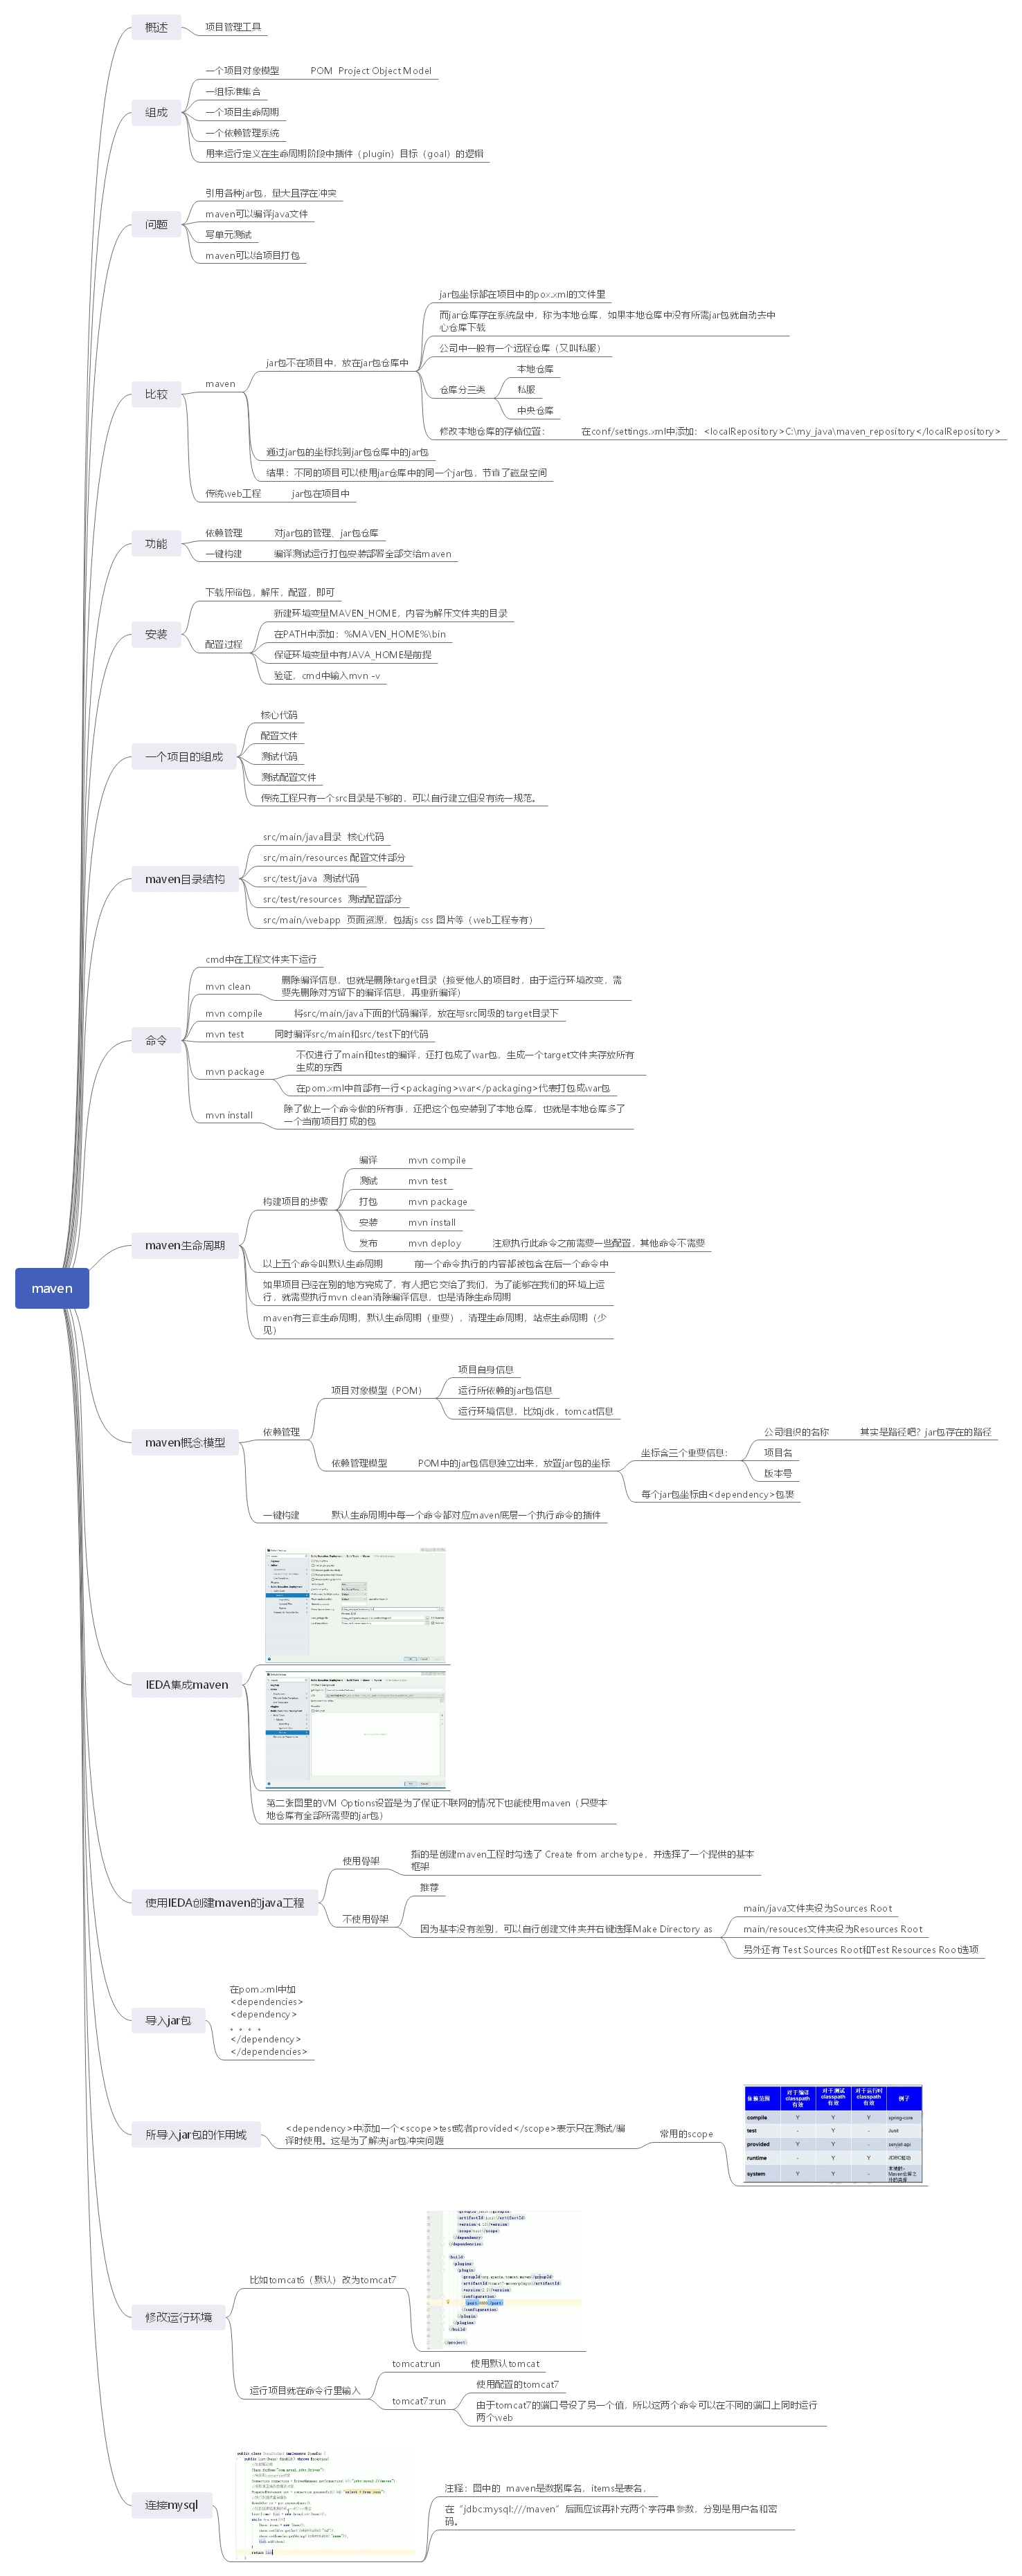 maven
概述
项目管理工具
组成
一个项目对象模型
POM Project Object Model
一组标准集合
一个项目生命周期
一个依赖管理系统
用来运行定义在生命周期阶段中插件（plugin）目标（goal）的逻辑
问题
引用各种jar包，量大且存在冲突
maven可以编译java文件
写单元测试
maven可以给项目打包
比较
maven
jar包不在项目中，放在jar包仓库中
jar包坐标都在项目中的pox.xml的文件里
而jar仓库存在系统盘中，称为本地仓库，如果本地仓库中没有所需jar包就自动去中
心仓库下载
公司中一般有一个远程仓库（又叫私服）
仓库分三类
本地仓库
私服
中央仓库
修改本地仓库的存储位置：
在conf/settings.xml中添加：<localRepository>C:\my_java\maven_repository</localRepository>
通过jar包的坐标找到jar包仓库中的jar包
结果：不同的项目可以使用jar仓库中的同一个jar包，节省了磁盘空间
传统web工程
jar包在项目中
功能
依赖管理
对jar包的管理、jar包仓库
一键构建
编译测试运行打包安装部署全部交给maven
安装
下载压缩包，解压，配置，即可
配置过程
新建环境变量MAVEN_HOME，内容为解压文件夹的目录
在PATH中添加：%MAVEN_HOME%\bin
保证环境变量中有JAVA_HOME是前提
验证，cmd中输入mvn -v
一个项目的组成
核心代码
配置文件
测试代码
测试配置文件
传统工程只有一个src目录是不够的，可以自行建立但没有统一规范。
maven目录结构
src/main/java目录 核心代码
src/main/resources 配置文件部分
src/test/java 测试代码
src/test/resources 测试配置部分
src/main/webapp 页面资源，包括js css 图片等（web工程专有）
命令
cmd中在工程文件夹下运行
mvn clean
删除编译信息，也就是删除target目录（接受他人的项目时，由于运行环境改变，需
要先删除对方留下的编译信息，再重新编译）
mvn compile
将src/main/java下面的代码编译，放在与src同级的target目录下
mvn test
同时编译src/main和src/test下的代码
mvn package
不仅进行了main和test的编译，还打包成了war包，生成一个target文件夹存放所有
生成的东西
在pom.xml中首部有一行<packaging>war</packaging>代表打包成war包
mvn install
除了做上一个命令做的所有事，还把这个包安装到了本地仓库，也就是本地仓库多了
一个当前项目打成的包
maven生命周期
构建项目的步骤
编译
mvn compile
测试
mvn test
打包
mvn package
安装
mvn install
发布
mvn deploy
注意执行此命令之前需要一些配置，其他命令不需要
以上五个命令叫默认生命周期
前一个命令执行的内容都被包含在后一个命令中
如果项目已经在别的地方完成了，有人把它交给了我们，为了能够在我们的环境上运
行，就需要执行mvn clean清除编译信息，也是清除生命周期
maven有三套生命周期，默认生命周期（重要），清理生命周期，站点生命周期（少
见）
maven概念模型
依赖管理
项目对象模型（POM）
项目自身信息
运行所依赖的jar包信息
运行环境信息，比如jdk，tomcat信息
依赖管理模型
POM中的jar包信息独立出来，放置jar包的坐标
坐标含三个重要信息：
公司组织的名称
其实是路径吧？jar包存在的路径
项目名
版本号
每个jar包坐标由<dependency>包裹
一键构建
默认生命周期中每一个命令都对应maven底层一个执行命令的插件
IEDA集成maven
第二张图里的VM Options设置是为了保证不联网的情况下也能使用maven（只要本
地仓库有全部所需要的jar包）
使用IEDA创建maven的java工程
使用骨架
指的是创建maven工程时勾选了 Create from archetype，并选择了一个提供的基本
框架
不使用骨架
推荐
因为基本没有差别，可以自行创建文件夹并右键选择Make Directory as
main/java文件夹设为Sources Root
main/resouces文件夹设为Resources Root
另外还有 Test Sources Root和Test Resources Root选项
导入jar包
在pom.xml中加
<dependencies>
<dependency>
。。。。
</dependency>
</dependencies>
所导入jar包的作用域
<dependency>中添加一个<scope>test或者provided</scope>表示只在测试/编
译时使用。这是为了解决jar包冲突问题
常用的scope
依赖范围 对于编译classpath有效 对于测试classpath有效 对于运行时classpath有效 例子
compile Y Y Y spring-core
test - Y - Junit
provided Y Y - servlet-api
runtime - Y Y JDBC驱动
system Y Y -
修改运行环境
比如tomcat6（默认）改为tomcat7
运行项目就在命令行里输入
tomcat:run
使用默认tomcat
tomcat7:run
使用配置的tomcat7
由于tomcat7的端口号设了另一个值，所以这两个命令可以在不同的端口上同时运行
两个web
连接mysql
注释：图中的 maven是数据库名，items是表名，
在“jdbc:mysql:///maven”后面应该再补充两个字符串参数，分别是用户名和密
码。